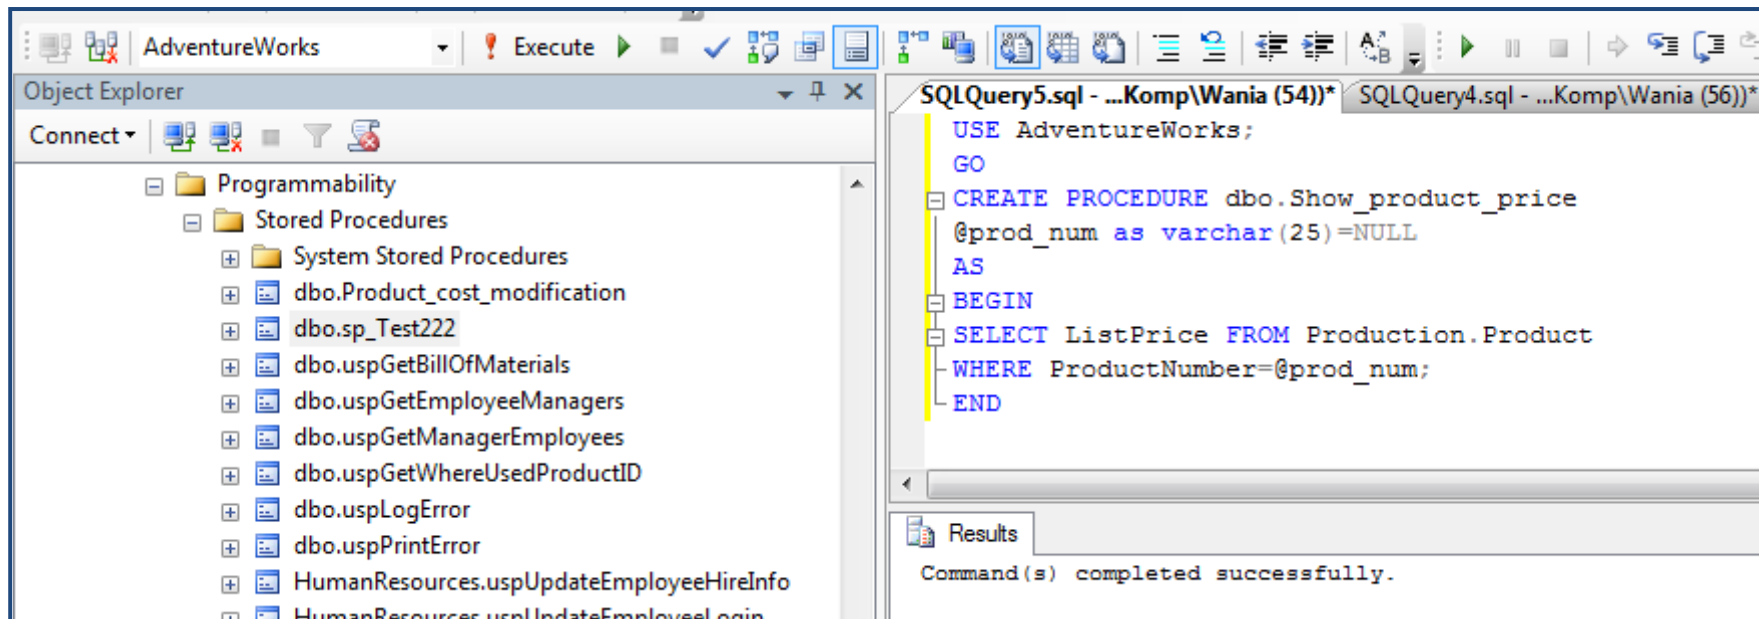 AdventureWorks
Execute
Object Explorer
Connect
Programmability
Stored Procedures
System Stored Procedures
dbo.Product_cost_modification
dbo.sp_Test222
dbo.uspGetBillOfMaterials
dbo.uspGetEmployeeManagers
dbo.uspGetManagerEmployees
dbo.uspGetWhereUsedProductID
dbo.uspLogError
dbo.uspPrintError
HumanResources.uspUpdateEmployeeHireInfo
HumanResources.uspUpdateEmployeeLogin
SQLQuery5.sql - ...Komp\Wania (54))* SQLQuery4.sql - ...Komp\Wania (56))*
USE AdventureWorks;
GO
CREATE PROCEDURE dbo.Show_product_price
@prod_num as varchar(25)=NULL
AS
BEGIN
SELECT ListPrice FROM Production.Product
WHERE ProductNumber=@prod_num;
END
Results
Command(s) completed successfully.